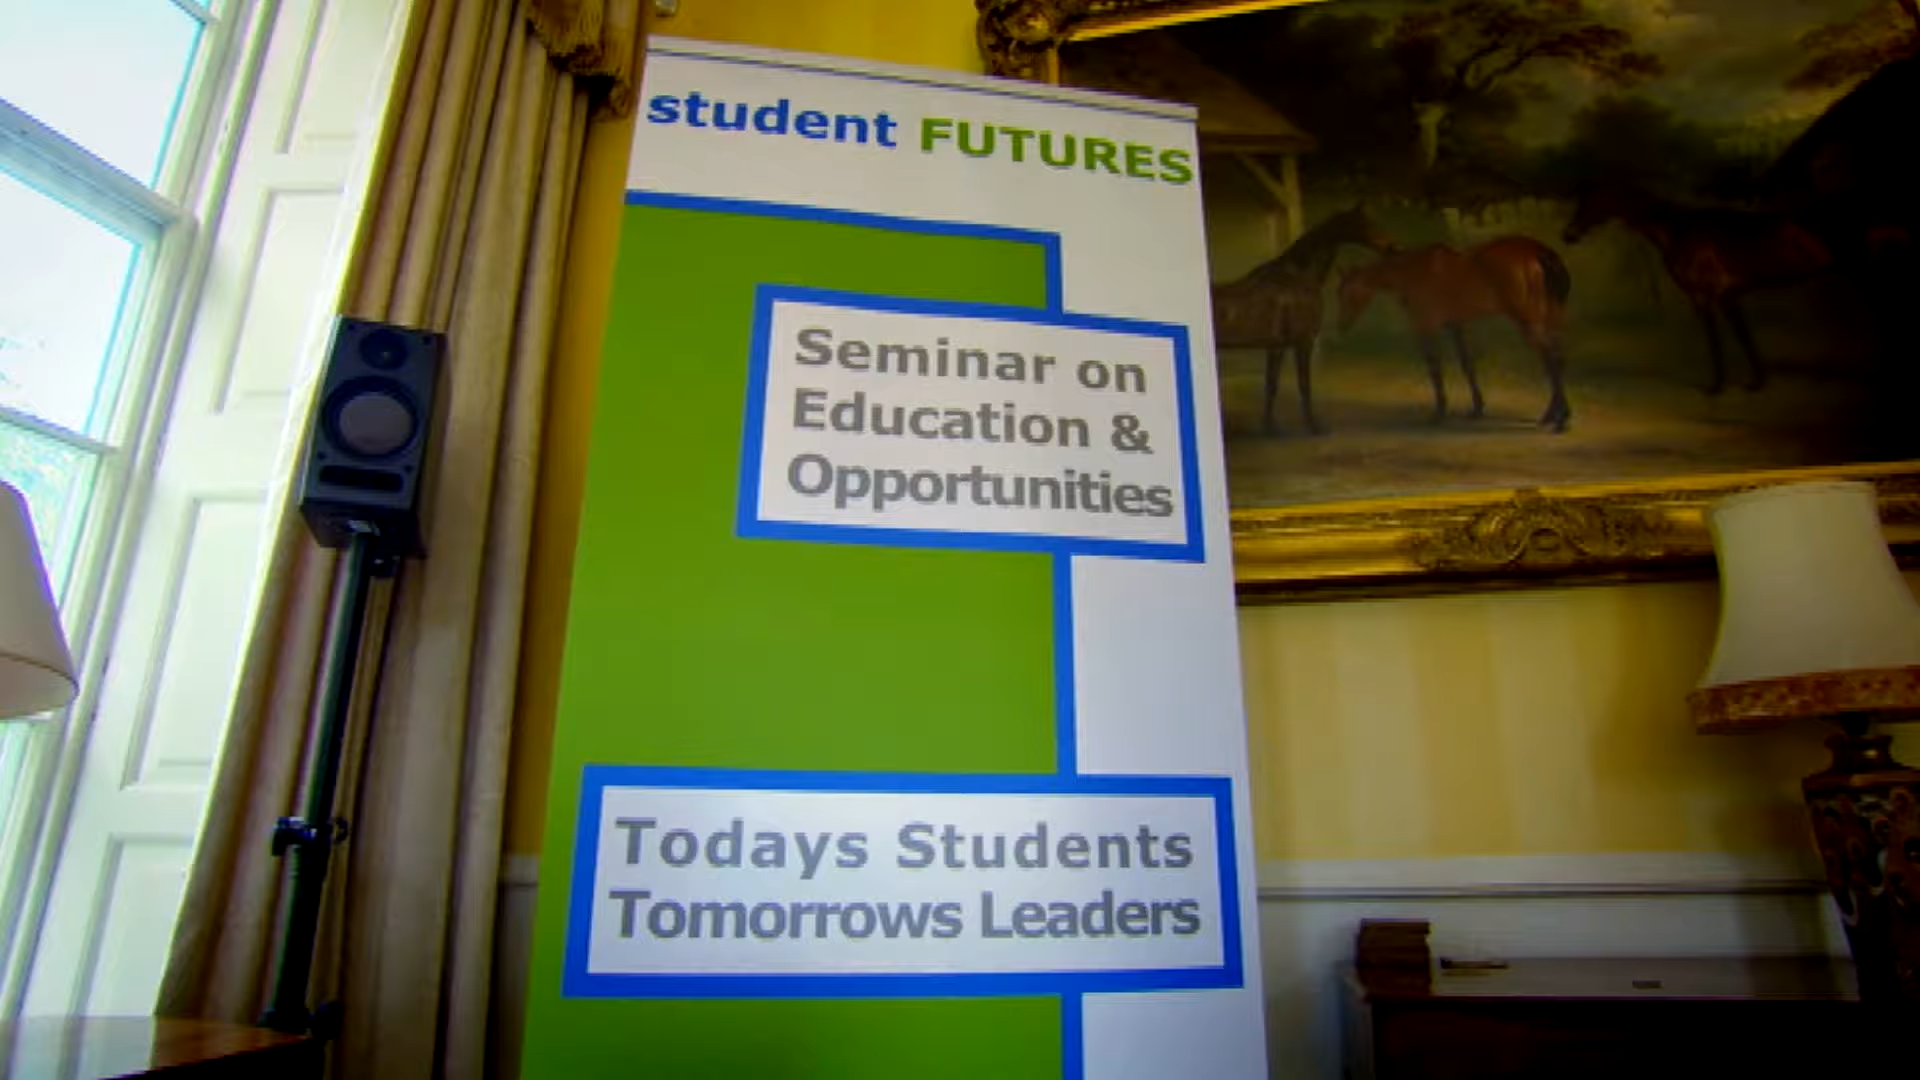 student FUTURES
Seminar on
Education &
Opportunities
Todays Students
Tomorrows Leaders